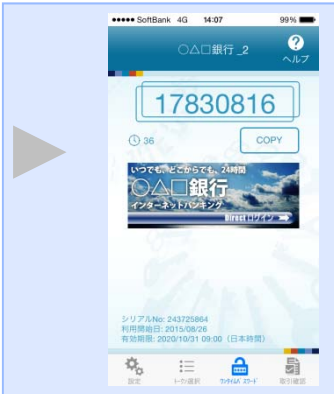 SoftBank 4G 14:07 99%
○△□銀行_2
?
ヘルプ
17830816
36
COPY
いつでも、どこからでも、24時間
○△□銀行
インターネットバンキング
Directログイン
シリアルNo: 243725864
利用開始日: 2015/08/26
有効期限: 2020/10/31 09:00（日本時間）
設定 トークン選択 ワンタイムパスワード 取引確認